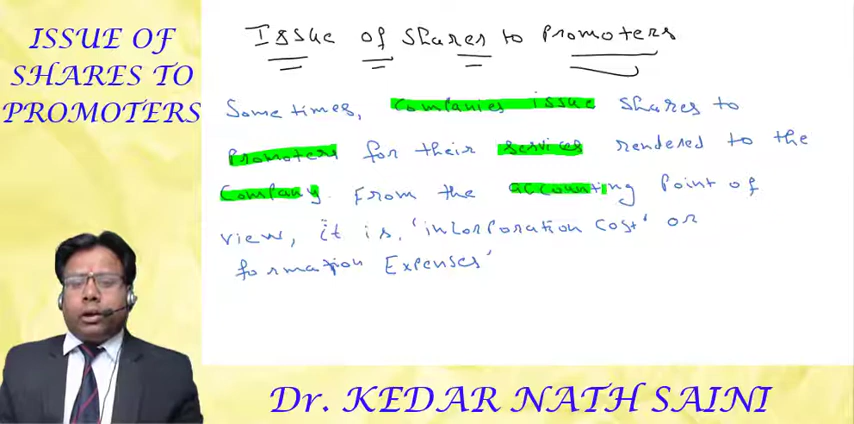 ISSUE OF
SHARES TO
PROMOTERS
Issue of shares to Promoters
Some times, Companies issue shares to
Promoters for their services rendered to the
Company. From the accounting Point of
view, it is, 'incorporation cost' or
formation Expenses'
Dr. KEDAR NATH SAINI